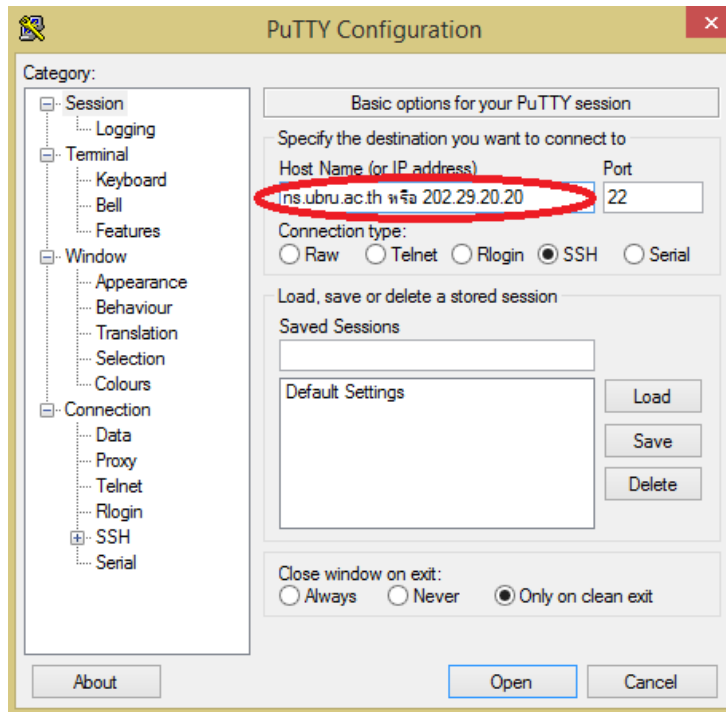 PuTTY Configuration
Category:
Session
Logging
Terminal
Keyboard
Bell
Features
Window
Appearance
Behaviour
Translation
Selection
Colours
Connection
Data
Proxy
Telnet
Rlogin
SSH
Serial
Basic options for your PuTTY session
Specify the destination you want to connect to
Host Name (or IP address) Port
ns.ubru.ac.th หรือ 202.29.20.20 22
Connection type:
Raw Telnet Rlogin SSH Serial
Load, save or delete a stored session
Saved Sessions
Default Settings
Load
Save
Delete
Close window on exit:
Always Never Only on clean exit
About Open Cancel